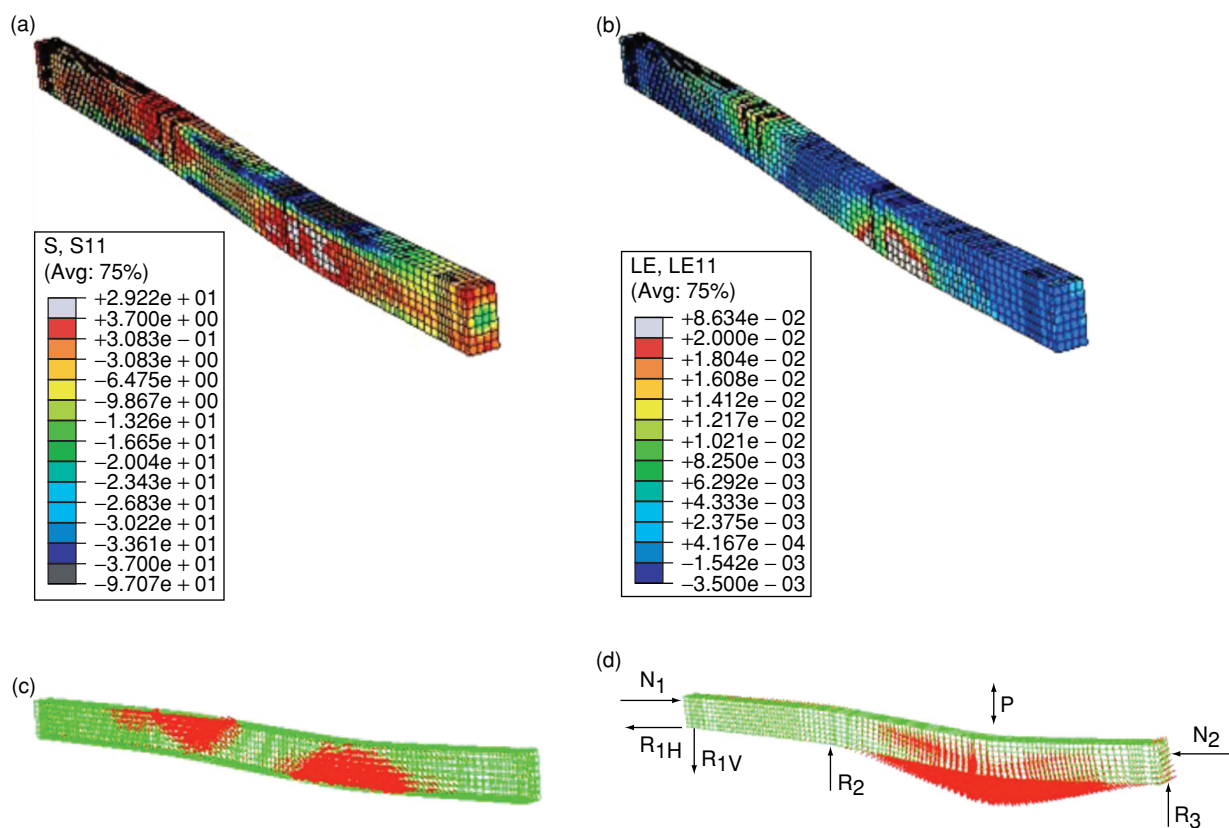 (a)
S, S11
(Avg: 75%)
+2.922e + 01
+3.700e + 00
+3.083e − 01
−3.083e + 00
−6.475e + 00
−9.867e + 00
−1.326e + 01
−1.665e + 01
−2.004e + 01
−2.343e + 01
−2.683e + 01
−3.022e + 01
−3.361e + 01
−3.700e + 01
−9.707e + 01
(b)
LE, LE11
(Avg: 75%)
+8.634e − 02
+2.000e − 02
+1.804e − 02
+1.608e − 02
+1.412e − 02
+1.217e − 02
+1.021e − 02
+8.250e − 03
+6.292e − 03
+4.333e − 03
+2.375e − 03
+4.167e − 04
−1.542e − 03
−3.500e − 03
(c)
(d)
N1
P
R1H
R1V
R2
N2
R3